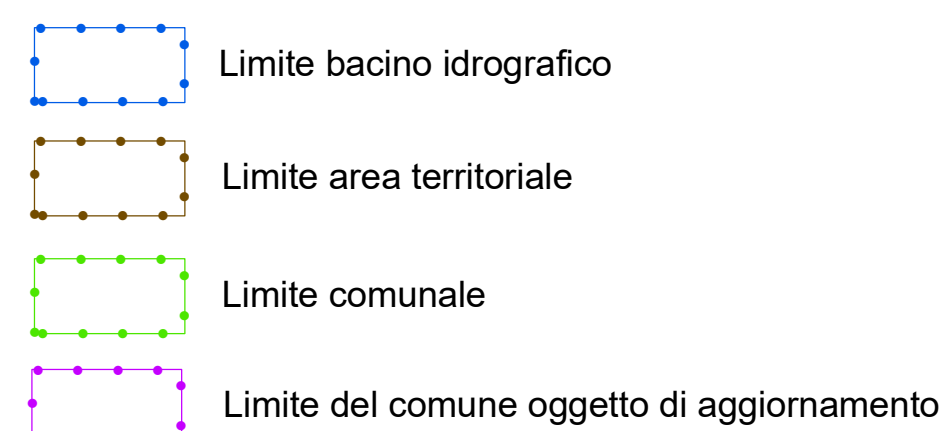 Limite bacino idrografico
Limite area territoriale
Limite comunale
Limite del comune oggetto di aggiornamento